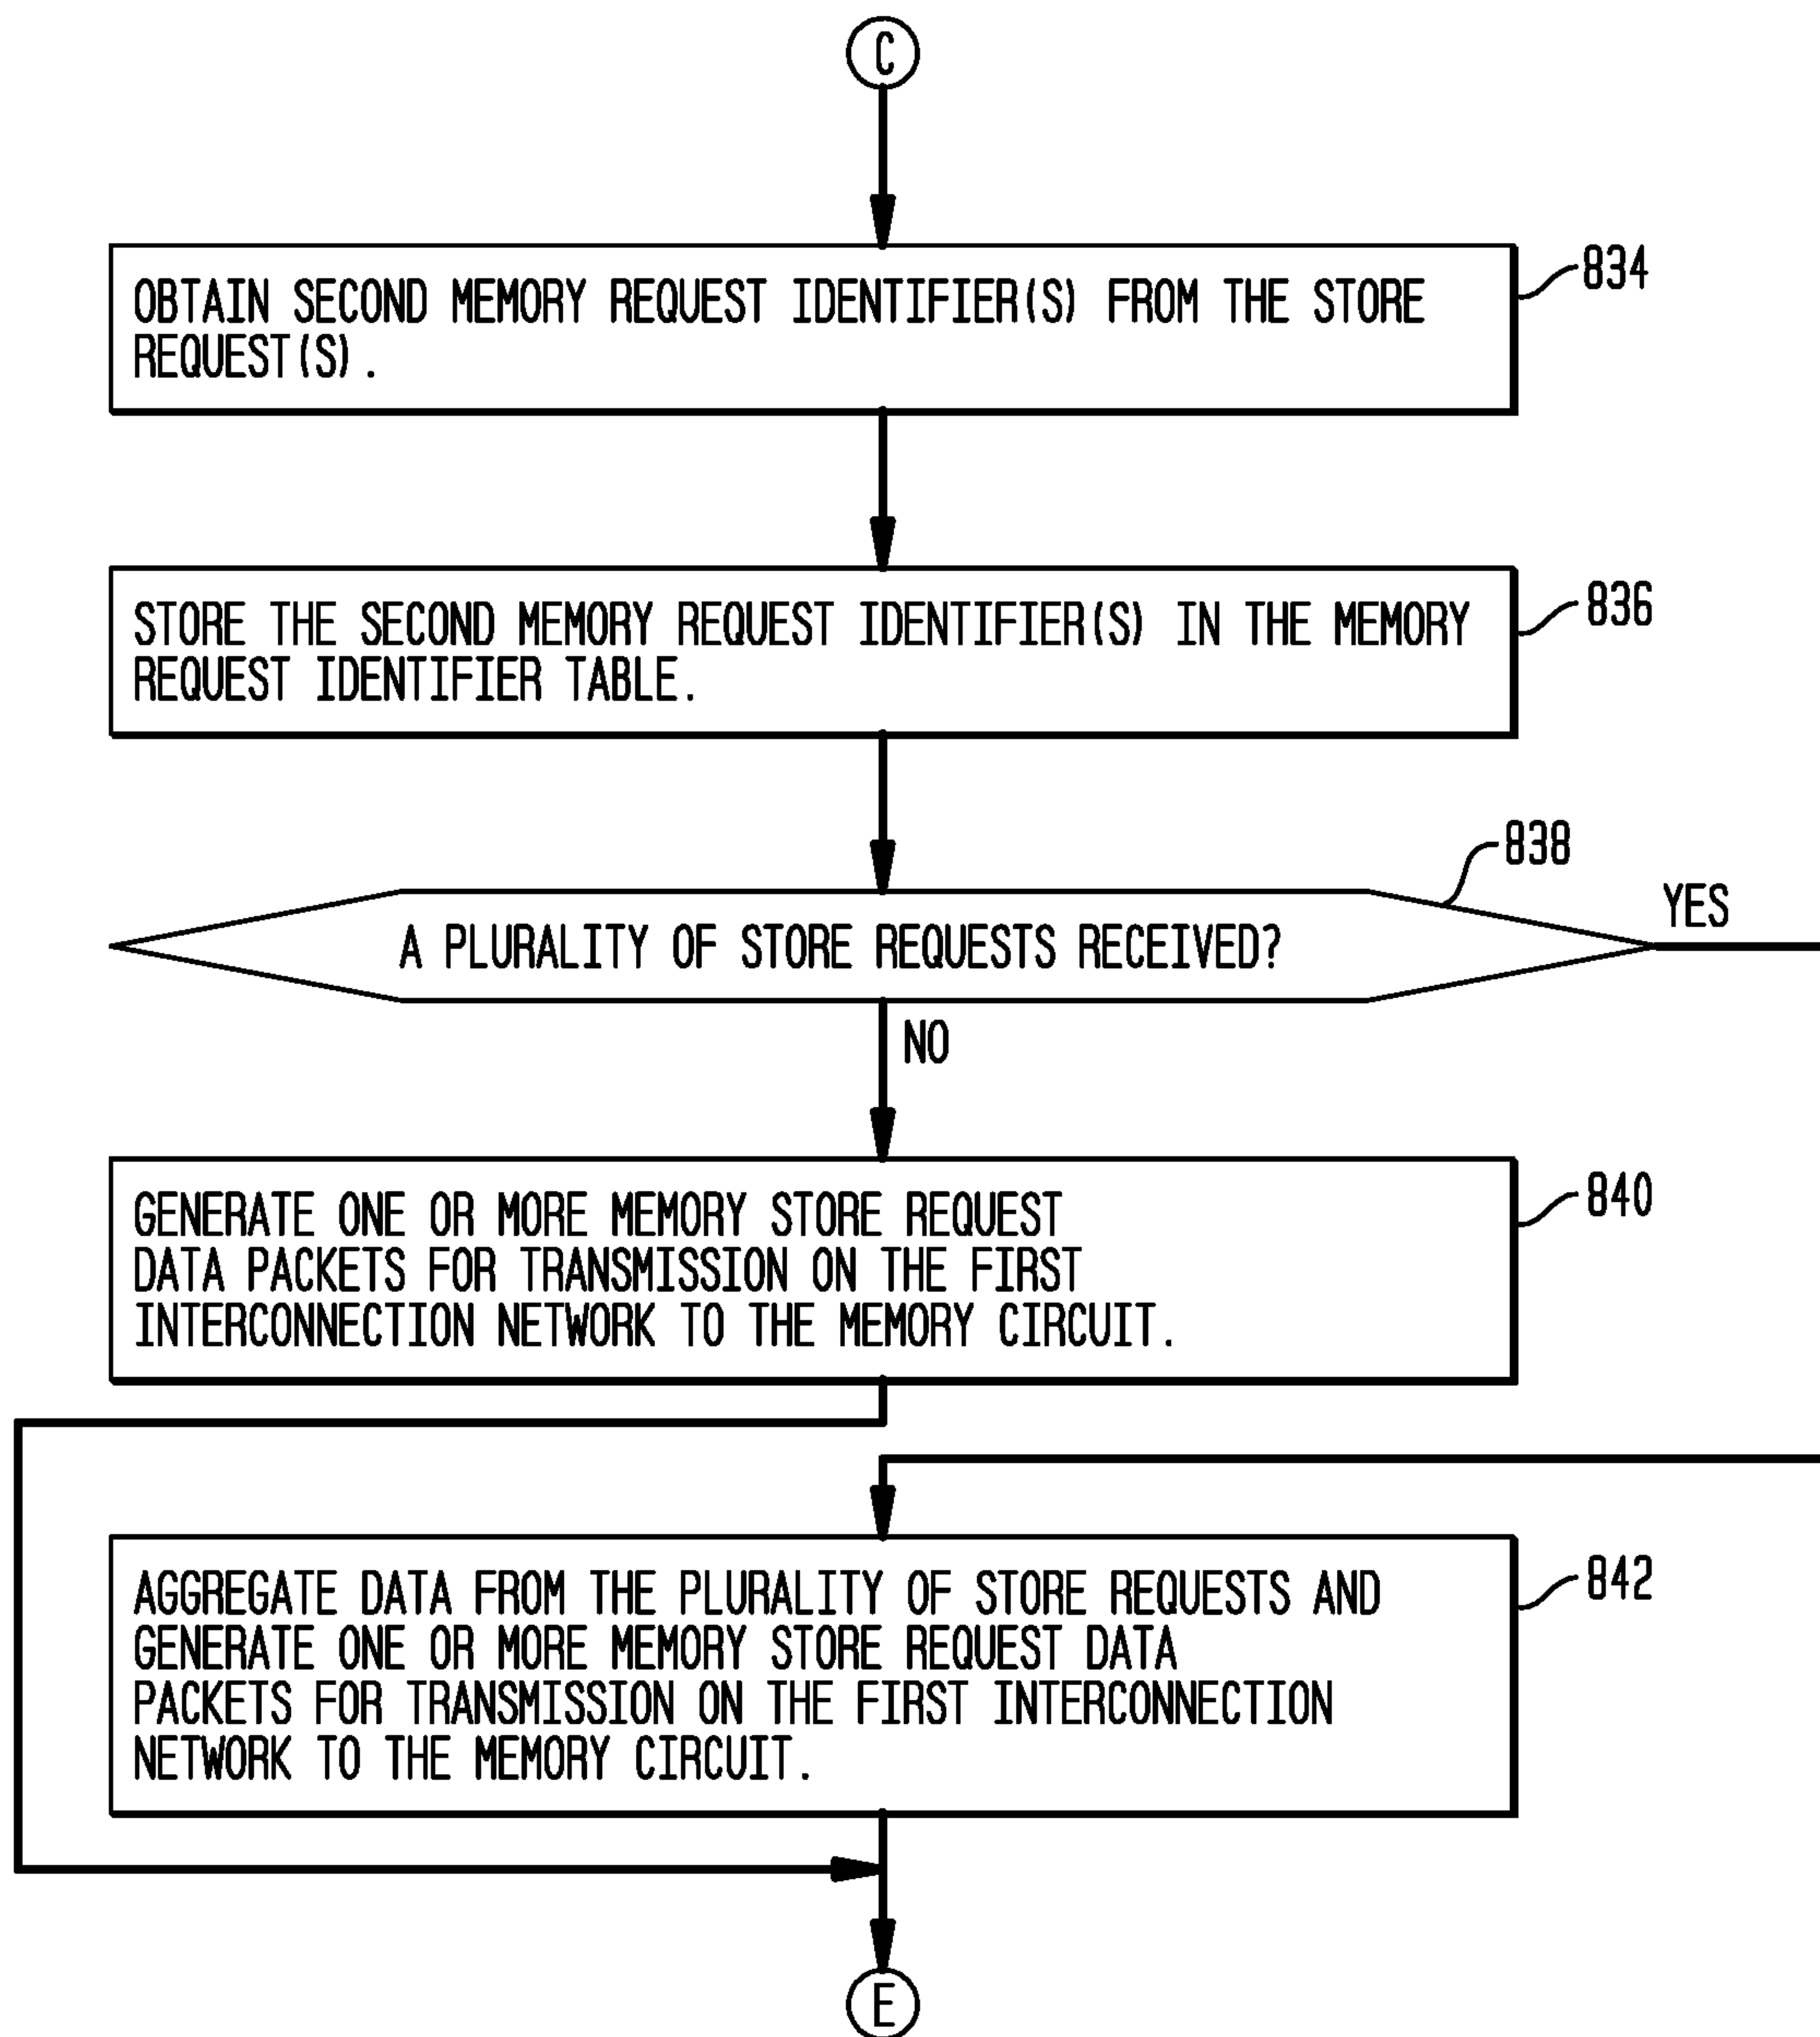 C
OBTAIN SECOND MEMORY REQUEST IDENTIFIER(S) FROM THE STORE
REQUEST(S).
834
STORE THE SECOND MEMORY REQUEST IDENTIFIER(S) IN THE MEMORY
REQUEST IDENTIFIER TABLE.
836
838
A PLURALITY OF STORE REQUESTS RECEIVED?
YES
NO
GENERATE ONE OR MORE MEMORY STORE REQUEST
DATA PACKETS FOR TRANSMISSION ON THE FIRST
INTERCONNECTION NETWORK TO THE MEMORY CIRCUIT.
840
AGGREGATE DATA FROM THE PLURALITY OF STORE REQUESTS AND
GENERATE ONE OR MORE MEMORY STORE REQUEST DATA
PACKETS FOR TRANSMISSION ON THE FIRST INTERCONNECTION
NETWORK TO THE MEMORY CIRCUIT.
842
E